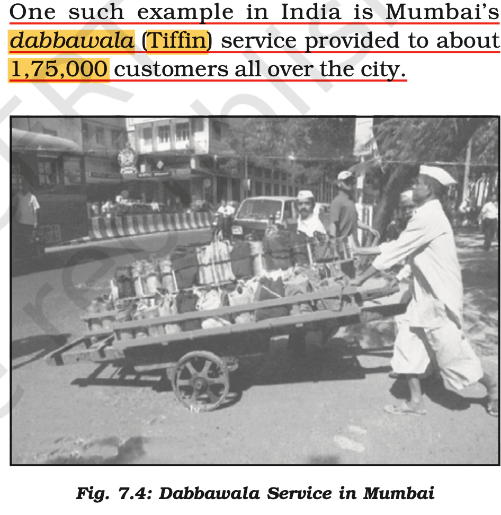 One such example in India is Mumbai's
dabbawala (Tiffin) service provided to about
1,75,000 customers all over the city.
Fig. 7.4: Dabbawala Service in Mumbai